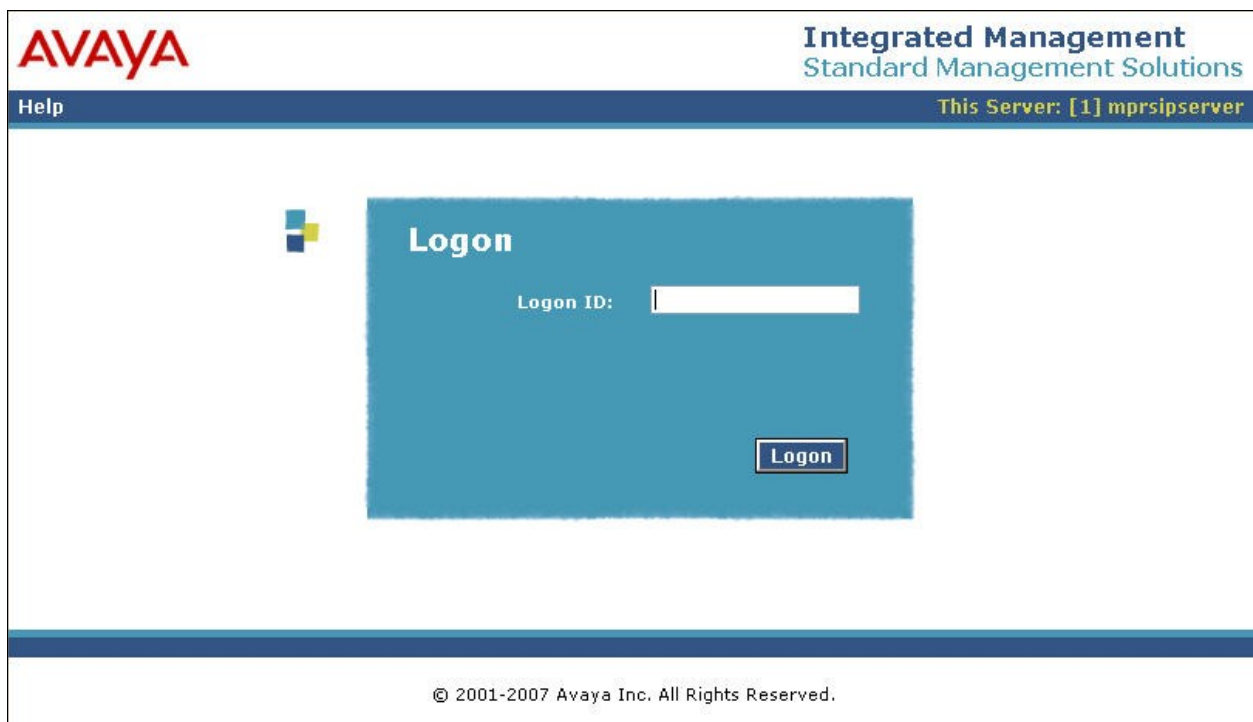 AVAYA
Integrated Management
Standard Management Solutions
Help
This Server: [1] mprsipserver
Logon
Logon ID:
Logon
© 2001-2007 Avaya Inc. All Rights Reserved.